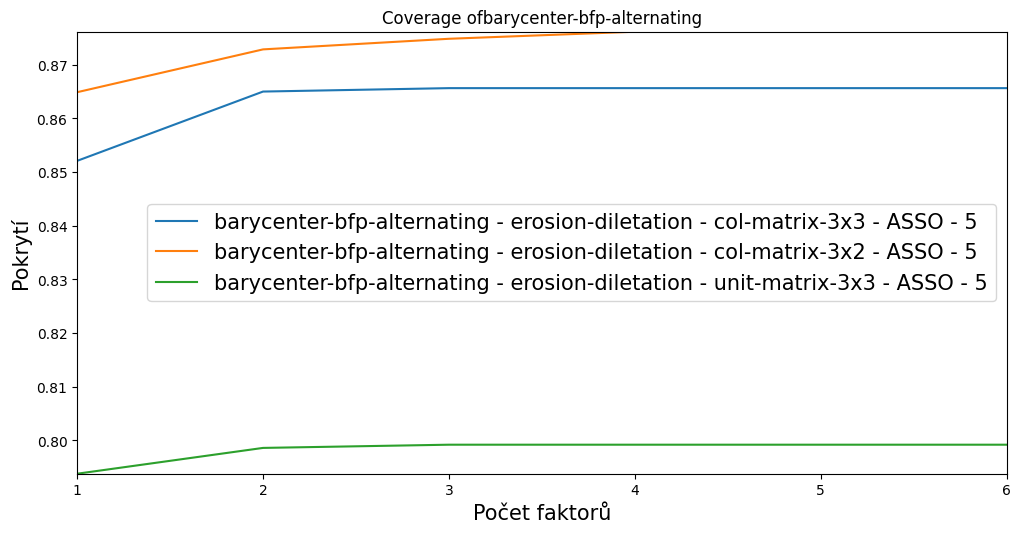 Coverage ofbarycenter-bfp-alternating
Pokrytí
0.87
0.86
0.85
0.84
0.83
0.82
0.81
0.80
barycenter-bfp-alternating - erosion-diletation - col-matrix-3x3 - ASSO - 5
barycenter-bfp-alternating - erosion-diletation - col-matrix-3x2 - ASSO - 5
barycenter-bfp-alternating - erosion-diletation - unit-matrix-3x3 - ASSO - 5
1 2 3 4 5 6
Počet faktorů